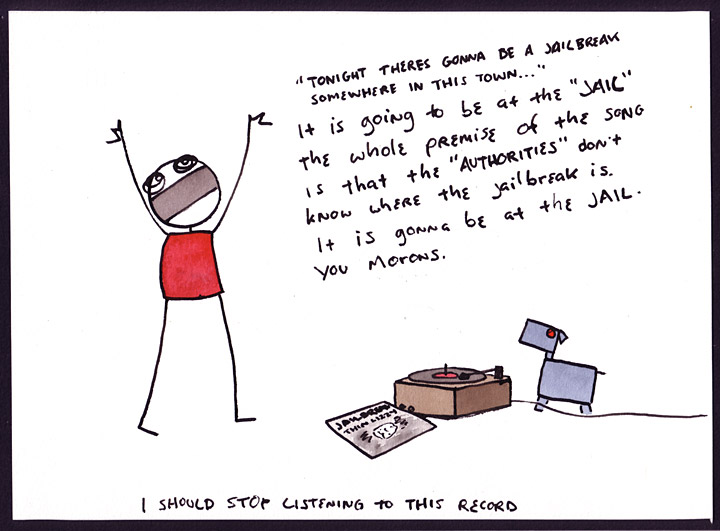 "TONIGHT THERES GONNA BE A JAILBREAK
SOMEWHERE IN THIS TOWN..."
It is going to be at the "JAIL"
the whole premise of the song
is that the "AUTHORITIES" don't
know where the jailbreak is.
It is gonna be at the JAIL.
you morons.
JAILBREAK
THIN LIZZY
I SHOULD STOP LISTENING TO THIS RECORD